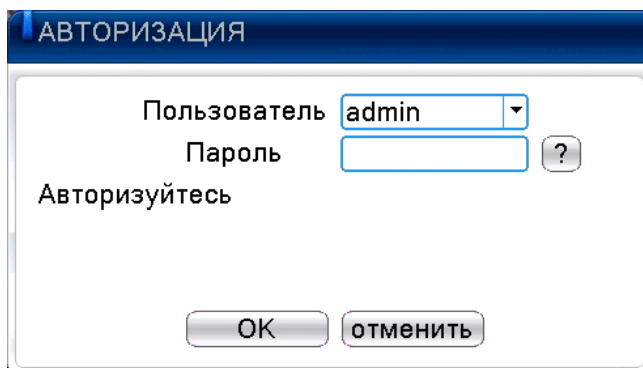 АВТОРИЗАЦИЯ
Пользователь admin
Пароль ?
Авторизуйтесь
OK отменить